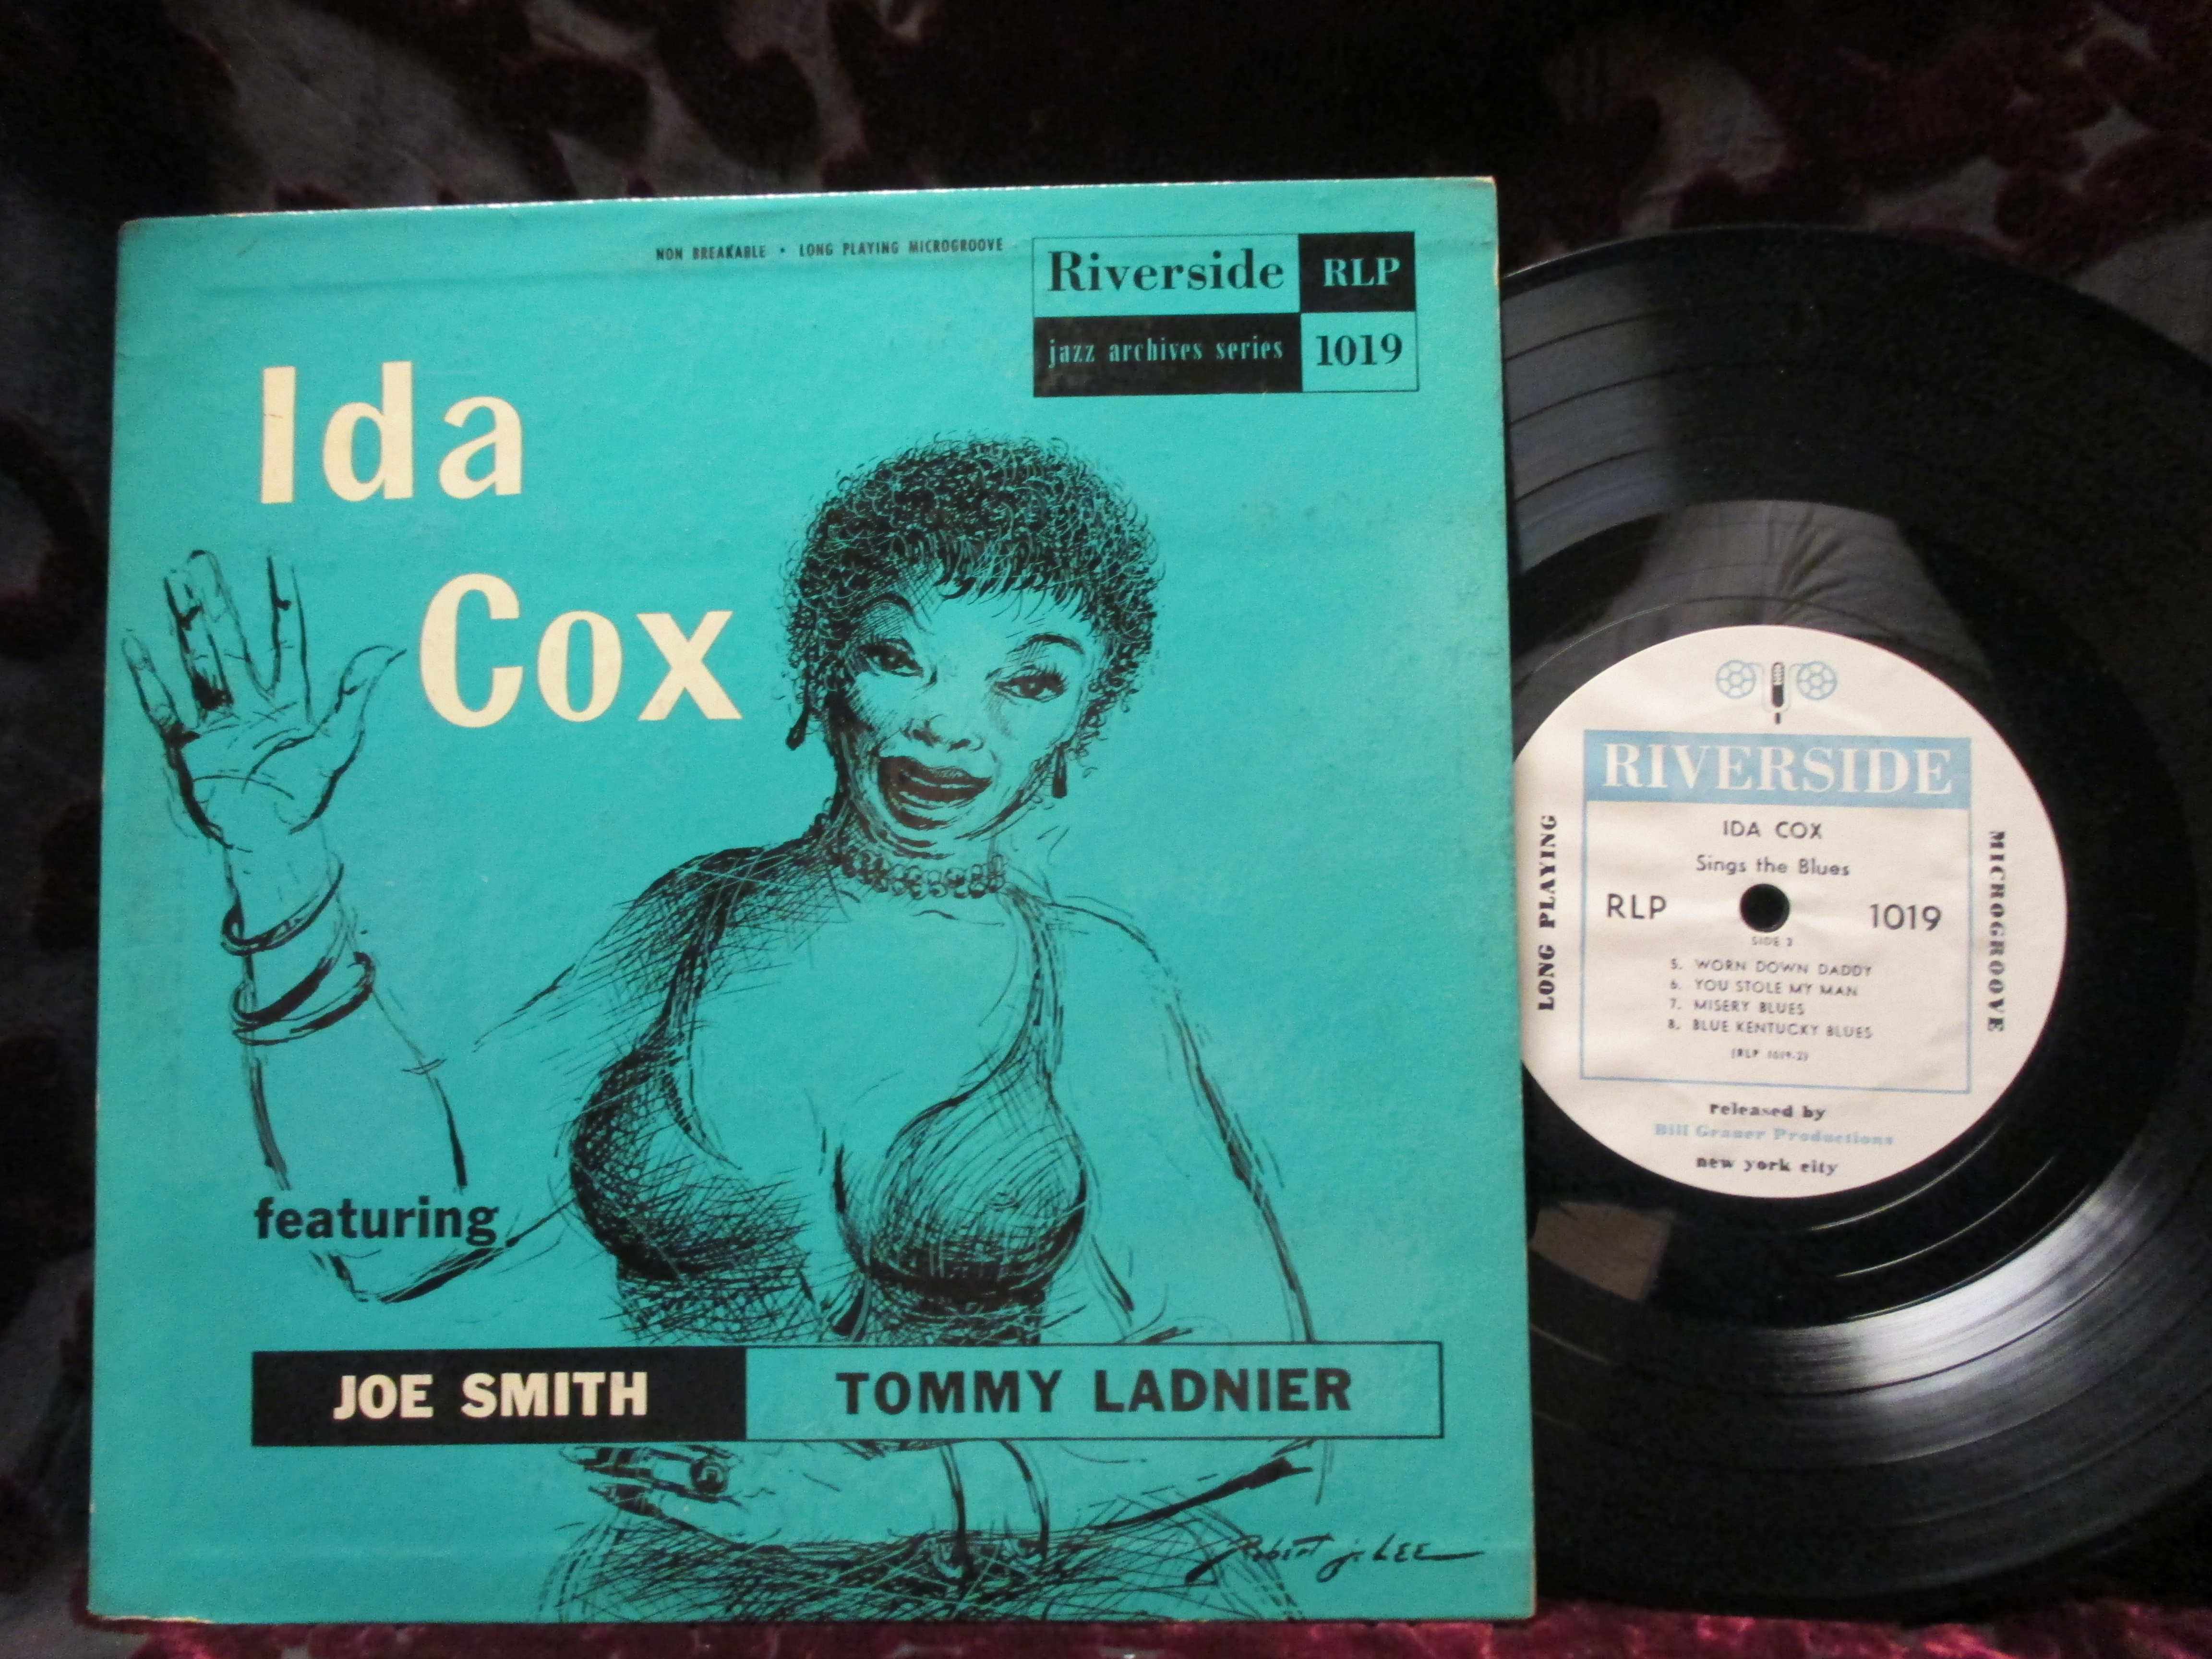 NON BREAKABLE • LONG PLAYING MICROGROOVE
Riverside RLP
jazz archives series 1019
Ida
Cox
featuring
JOE SMITH TOMMY LADNIER
Robert j. LEE
RIVERSIDE
IDA COX
Sings the Blues
RLP 1019
SIDE 2
5. WORN DOWN DADDY
6. YOU STOLE MY MAN
7. MISERY BLUES
8. BLUE KENTUCKY BLUES
(RLP 1019-2)
LONG PLAYING
MICROGROOVE
released by
Bill Grauer Productions
new york city